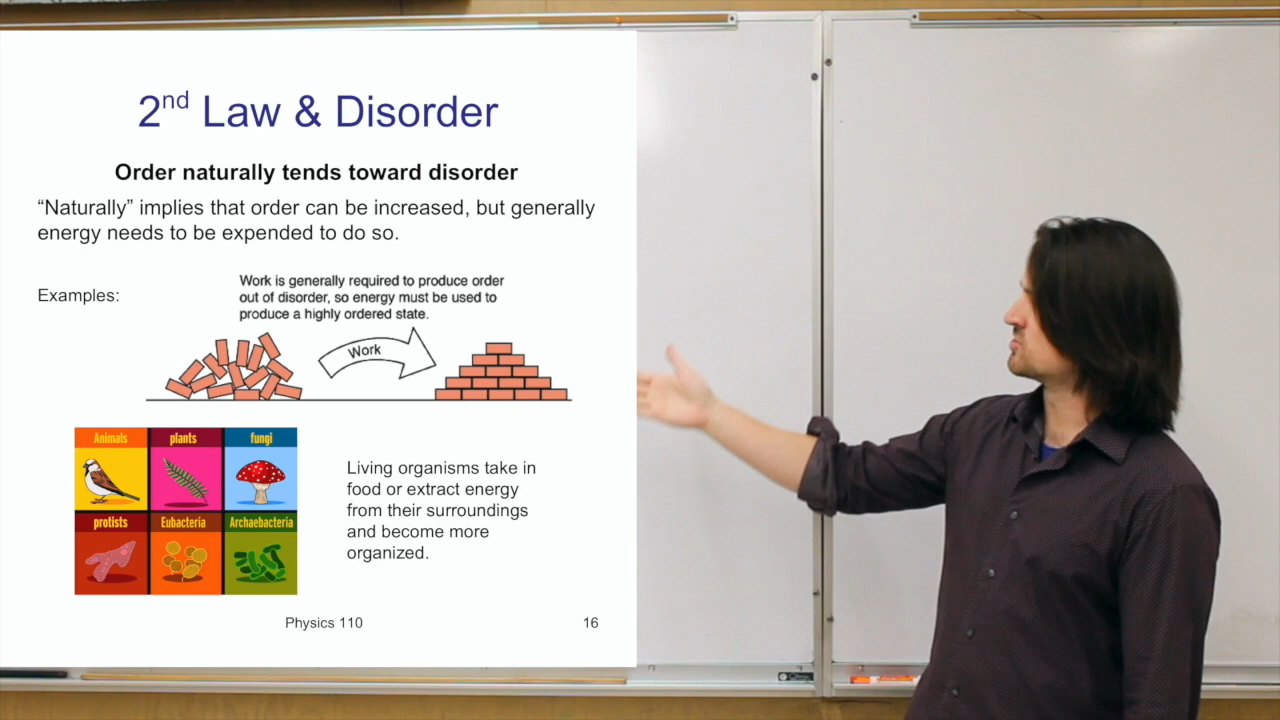 2nd Law & Disorder
Order naturally tends toward disorder
“Naturally” implies that order can be increased, but generally
energy needs to be expended to do so.
Examples:
Work is generally required to produce order
out of disorder, so energy must be used to
produce a highly ordered state.
Work
Animals plants fungi
protists Eubacteria Archaebacteria
Living organisms take in
food or extract energy
from their surroundings
and become more
organized.
Physics 110 16